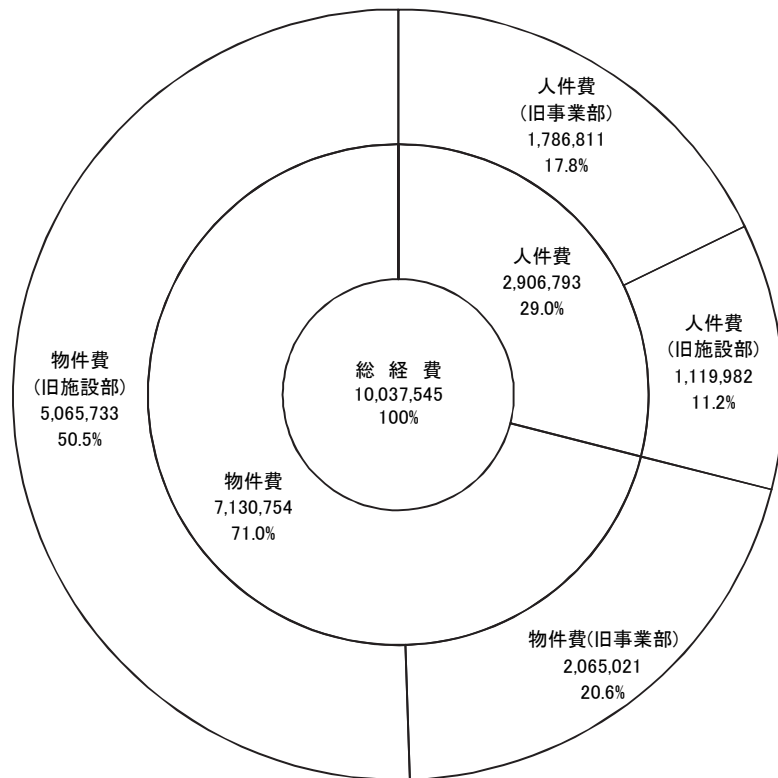 人件費
(旧事業部)
1,786,811
17.8%
人件費
2,906,793
29.0%
人件費
(旧施設部)
1,119,982
11.2%
総 経 費
10,037,545
100%
物件費
(旧施設部)
5,065,733
50.5%
物件費
7,130,754
71.0%
物件費(旧事業部)
2,065,021
20.6%